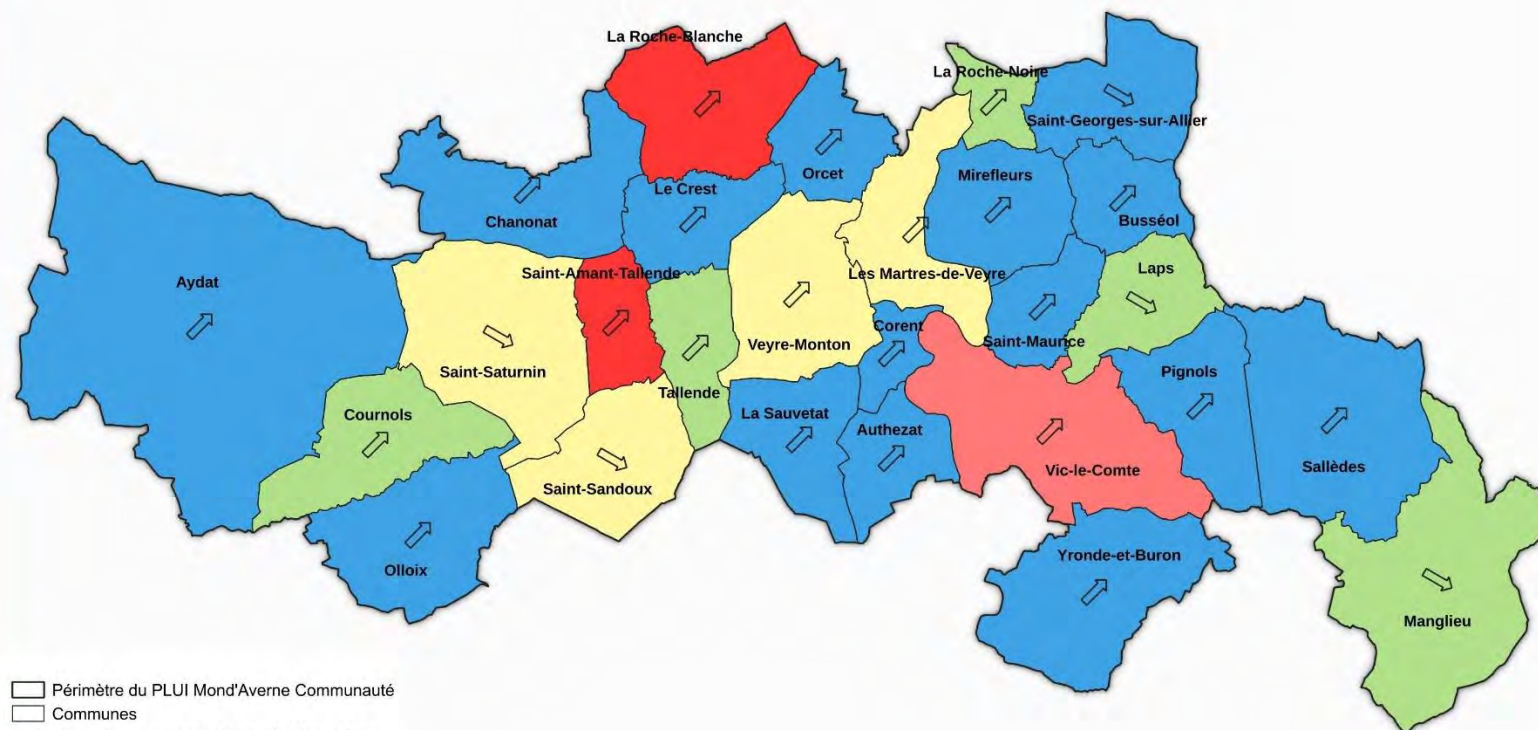 La Roche-Blanche
La Roche-Noire
Saint-Georges-sur-Allier
Orcet
Mirefleurs
Le Crest
Chanonat
Busséol
Saint-Amant-Tallende
Les Martres-de-Veyre
Laps
Aydat
Corent
Saint-Maurice
Veyre-Monton
Saint-Saturnin
Pignols
Tallende
Cournols
La Sauvetat
Authezat
Vic-le-Comte
Sallèdes
Saint-Sandoux
Yronde-et-Buron
Olloix
Manglieu
Périmètre du PLUI Mond'Averne Communauté
Communes